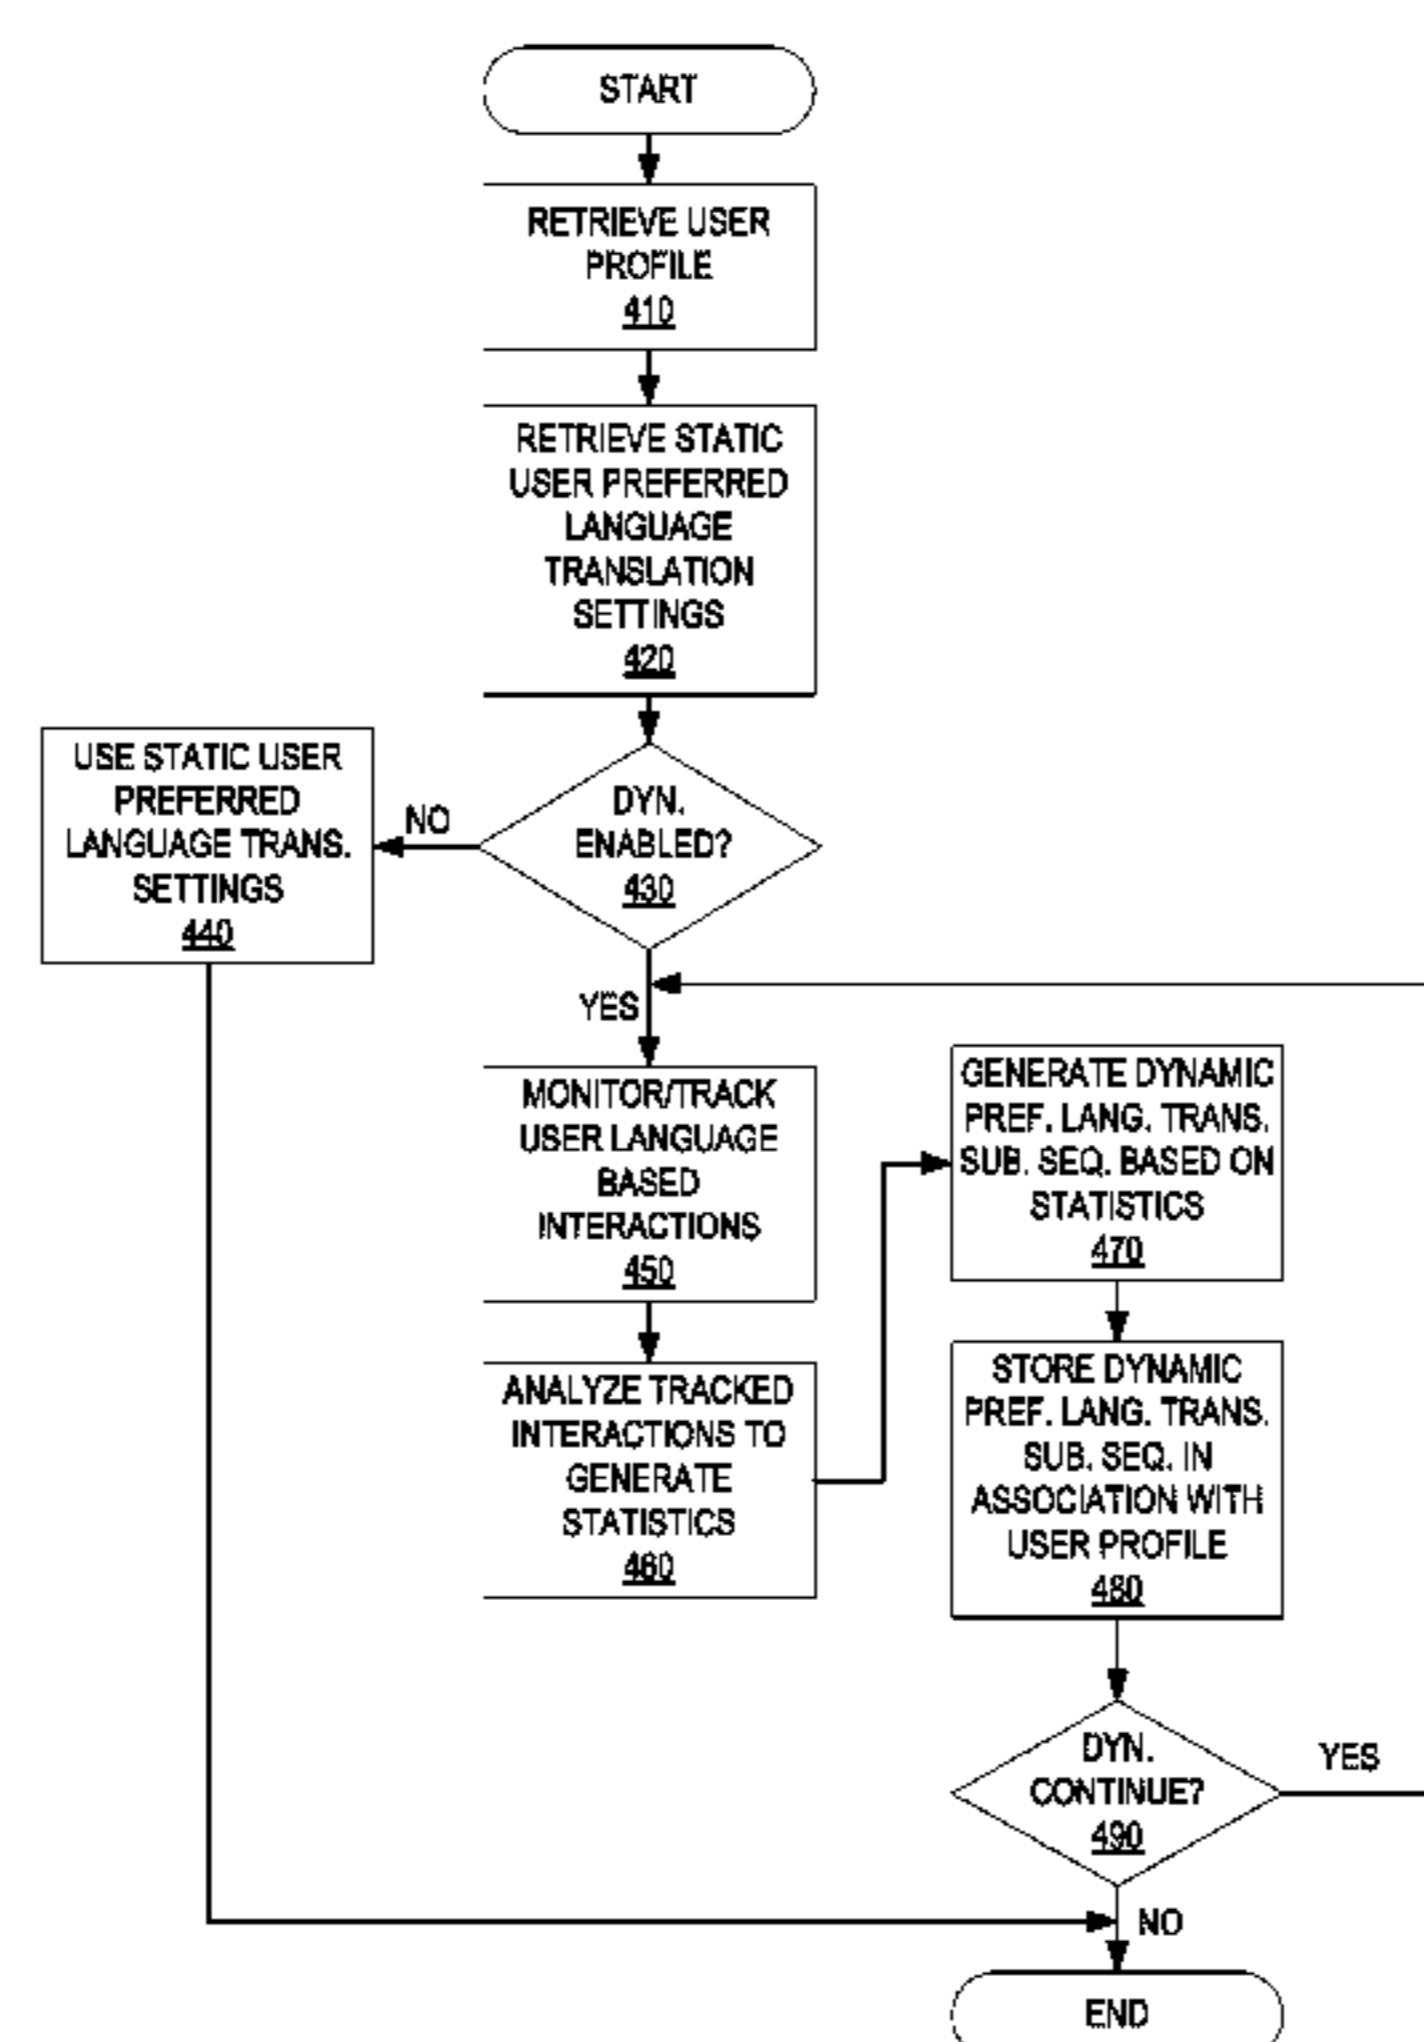 START
RETRIEVE USER
PROFILE
410
RETRIEVE STATIC
USER PREFERRED
LANGUAGE
TRANSLATION
SETTINGS
420
USE STATIC USER
PREFERRED
LANGUAGE TRANS.
SETTINGS
440
NO
DYN.
ENABLED?
430
YES
MONITOR/TRACK
USER LANGUAGE
BASED
INTERACTIONS
450
ANALYZE TRACKED
INTERACTIONS TO
GENERATE
STATISTICS
460
GENERATE DYNAMIC
PREF. LANG. TRANS.
SUB. SEQ. BASED ON
STATISTICS
470
STORE DYNAMIC
PREF. LANG. TRANS.
SUB. SEQ. IN
ASSOCIATION WITH
USER PROFILE
480
DYN.
CONTINUE?
490
YES
NO
END